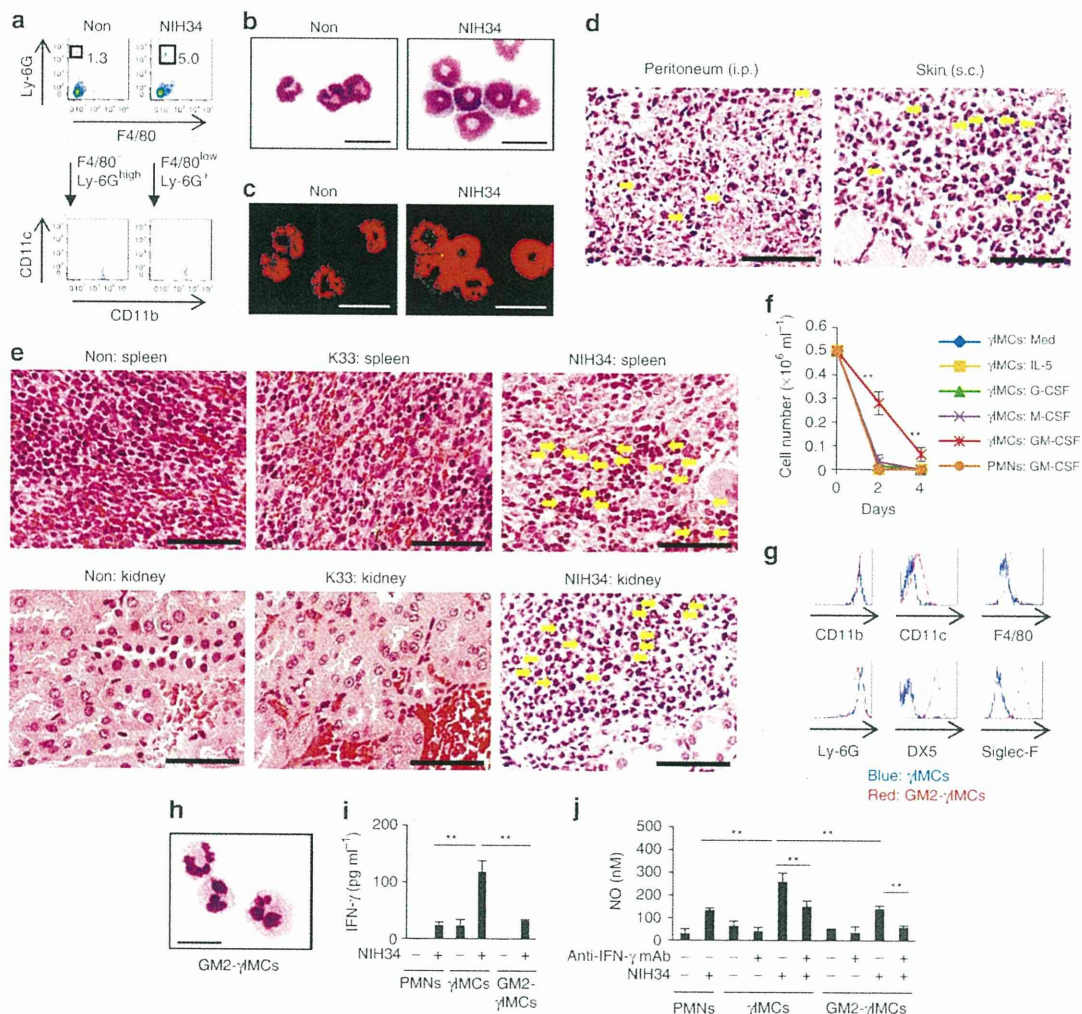 a
Non
NIH34
Ly-6G
1.3
5.0
F4/80
F4/80⁻
Ly-6G^high
F4/80^low
Ly-6G⁺
CD11c
CD11b
b
Non
NIH34
c
Non
NIH34
d
Peritoneum (i.p.)
Skin (s.c.)
e
Non: spleen
K33: spleen
NIH34: spleen
Non: kidney
K33: kidney
NIH34: kidney
f
Cell number (×10⁶ ml⁻¹)
0.6
0.5
0.4
0.3
0.2
0.1
0
**
**
0
2
4
Days
γIMCs: Med
γIMCs: IL-5
γIMCs: G-CSF
γIMCs: M-CSF
γIMCs: GM-CSF
PMNs: GM-CSF
g
CD11b
CD11c
F4/80
Ly-6G
DX5
Siglec-F
Blue: γIMCs
Red: GM2-γIMCs
h
GM2-γIMCs
i
IFN-γ (pg ml⁻¹)
200
100
0
**
**
NIH34
− + − + − +
PMNs
γIMCs
GM2-
γIMCs
j
NO (nM)
500
400
300
200
100
0
**
**
**
**
Anti-IFN-γ mAb
− − − + − + − + − +
NIH34
− + − − + + − − + +
PMNs
γIMCs
GM2-γIMCs